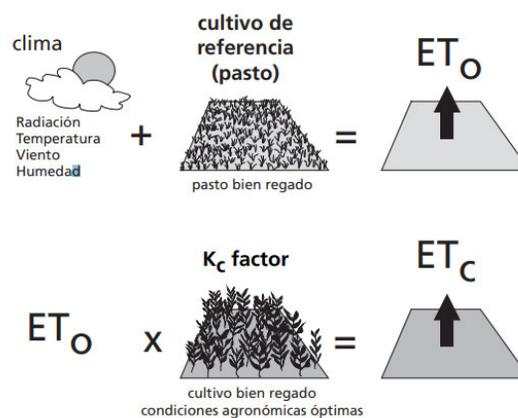 clima
Radiación
Temperatura
Viento
Humedad
+
cultivo de
referencia
(pasto)
pasto bien regado
=
ETO
ETO
x
KC factor
cultivo bien regado
condiciones agronómicas óptimas
=
ETC